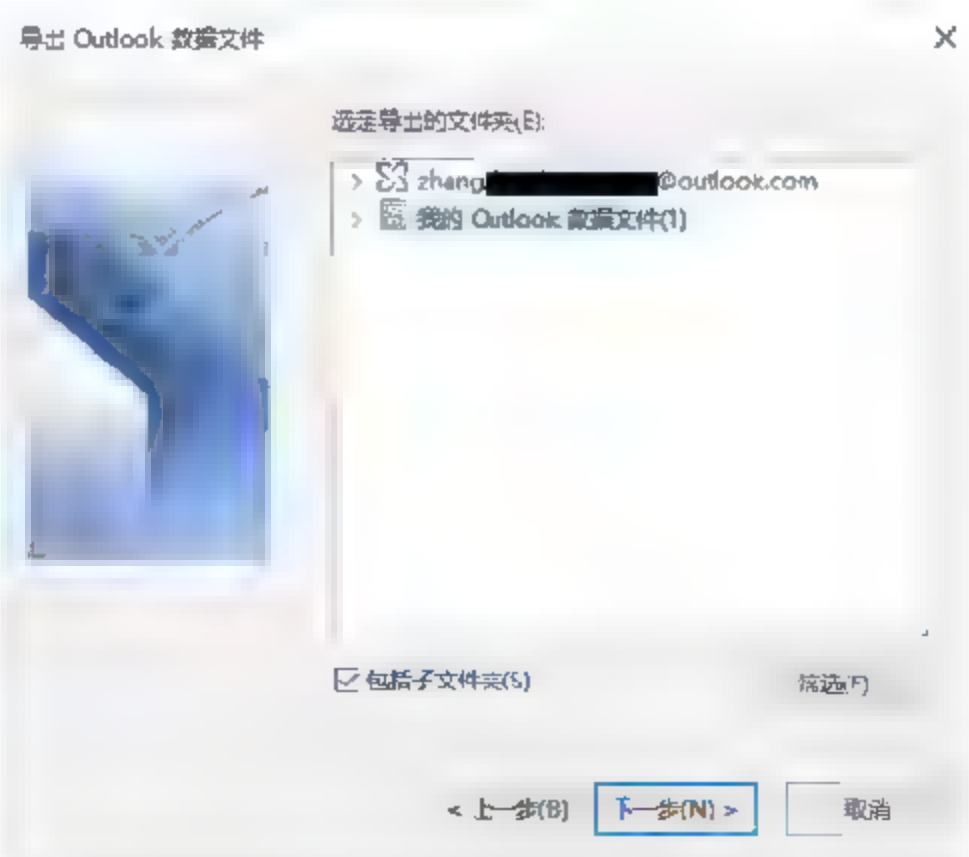 导出 Outlook 数据文件
选定导出的文件夹(E):
zhang @outlook.com
我的 Outlook 数据文件(1)
包括子文件夹(S)
筛选(F)
< 上一步(B)
下一步(N) >
取消